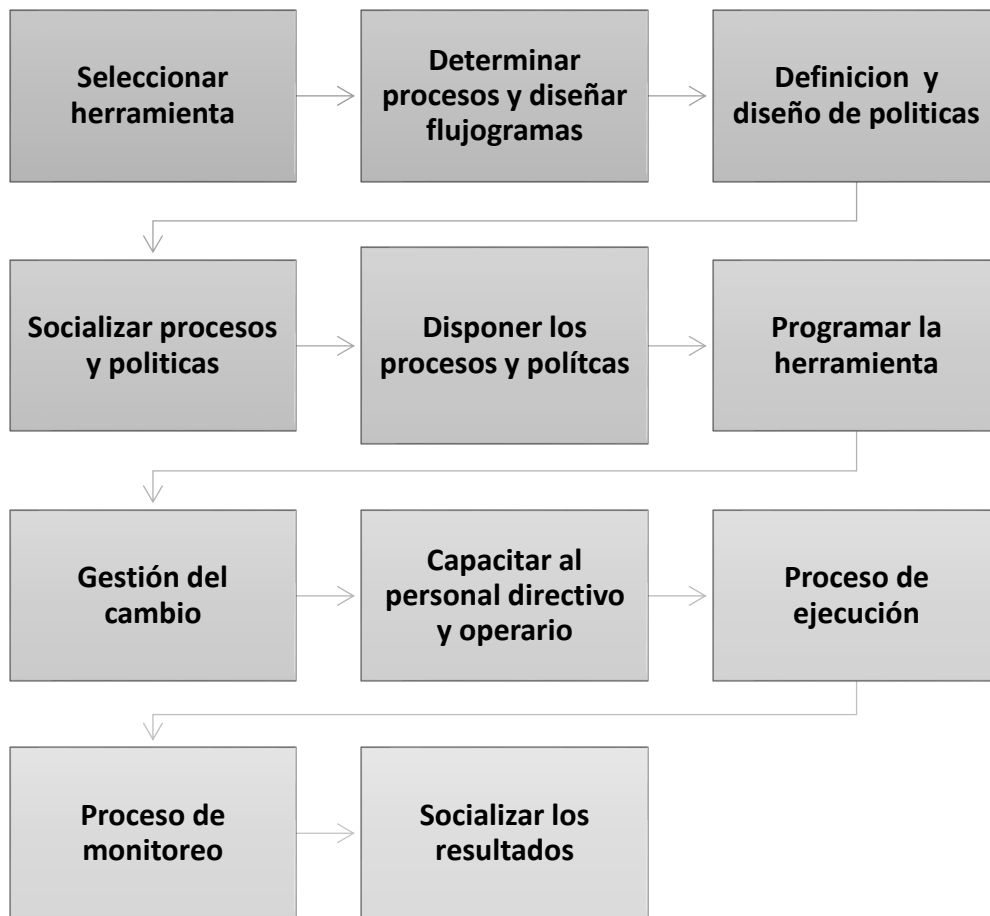 Seleccionar
herramienta
Determinar
procesos y diseñar
flujogramas
Definicion y
diseño de politicas
Socializar procesos
y politicas
Disponer los
procesos y polítcas
Programar la
herramienta
Gestión del
cambio
Capacitar al
personal directivo
y operario
Proceso de
ejecución
Proceso de
monitoreo
Socializar los
resultados